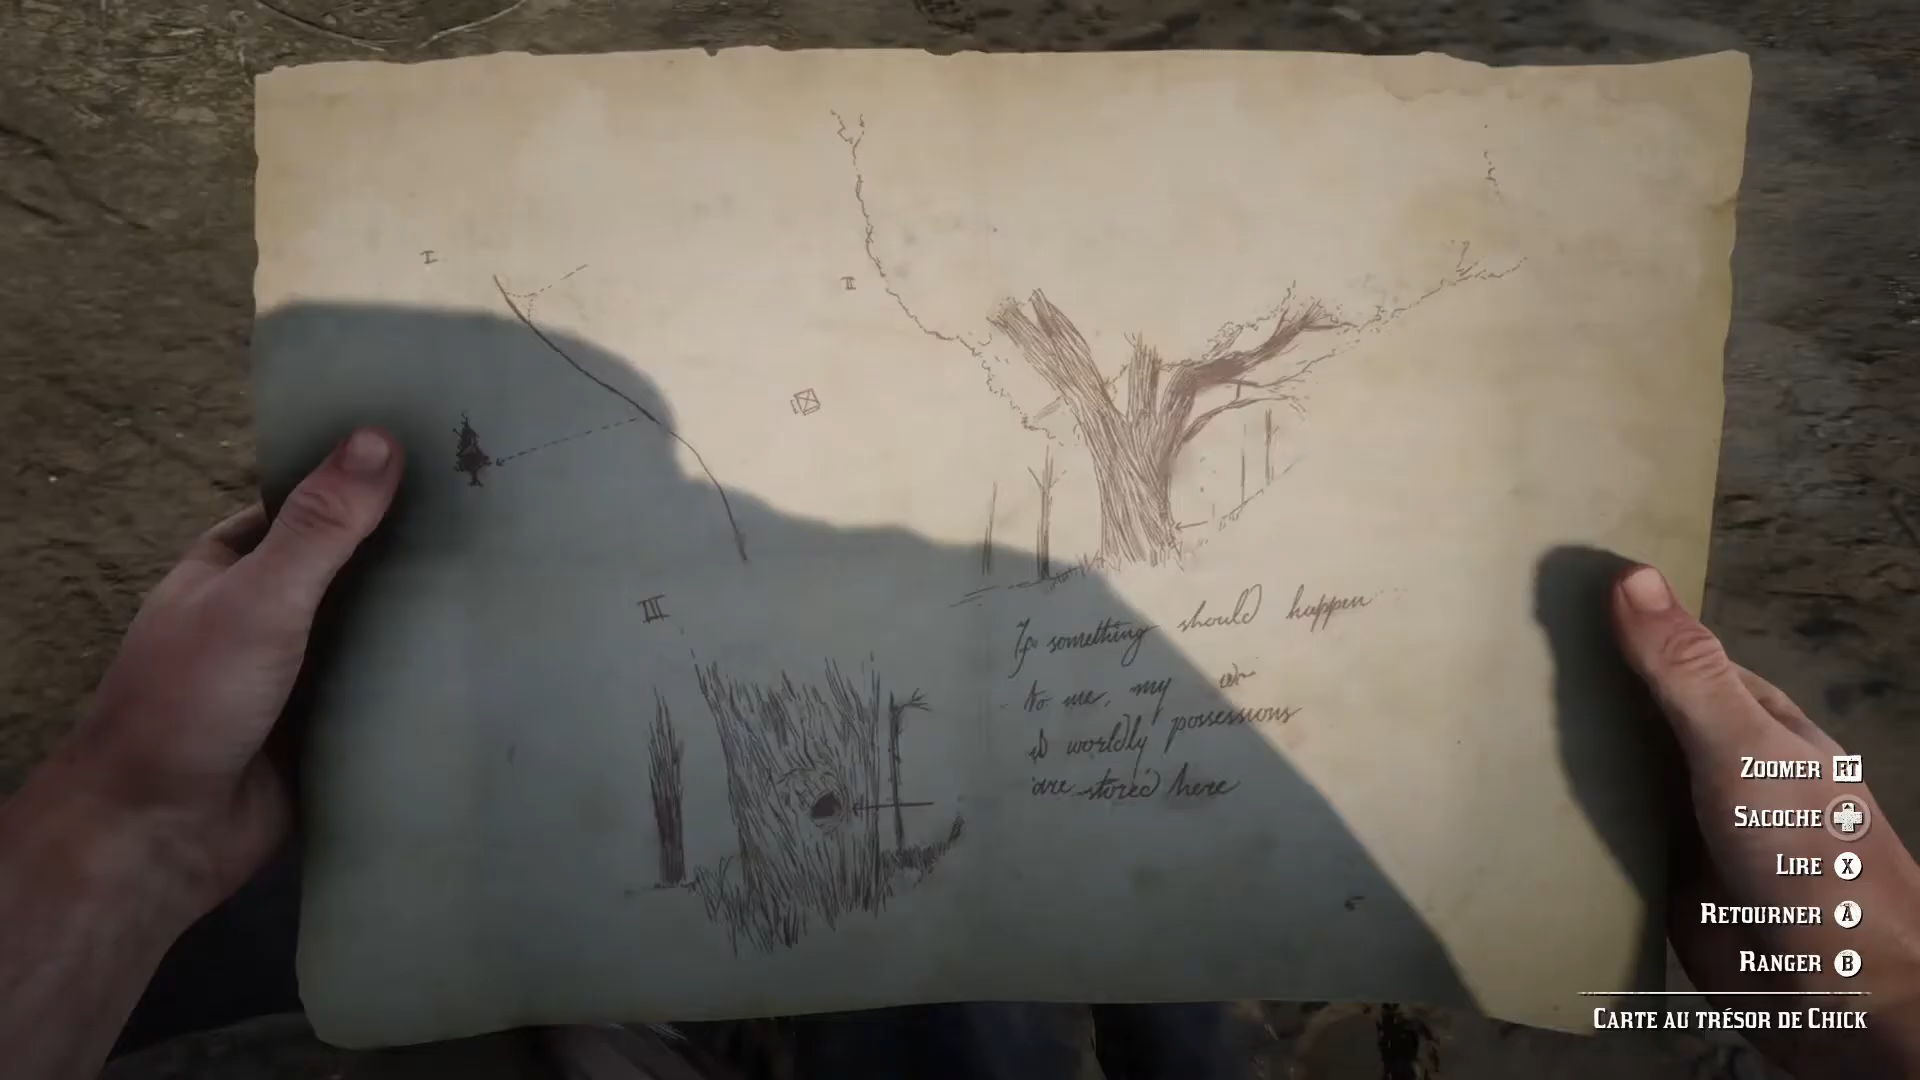 I
II
III
If something should happen
to me, my
worldly possessions
are stored here
ZOOMER RT
SACOCHE
LIRE X
RETOURNER A
RANGER B
CARTE AU TRÉSOR DE CHICK